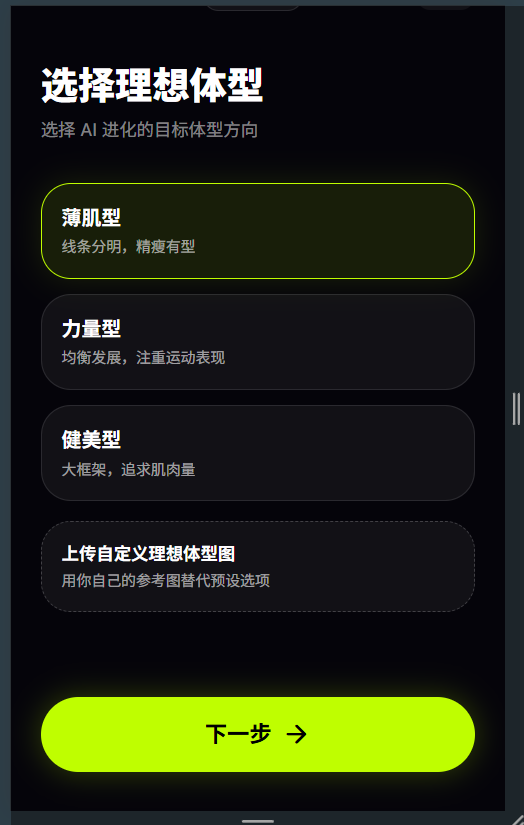 选择理想体型
选择 AI 进化的目标体型方向
薄肌型
线条分明，精瘦有型
力量型
均衡发展，注重运动表现
健美型
大框架，追求肌肉量
上传自定义理想体型图
用你自己的参考图替代预设选项
下一步 →